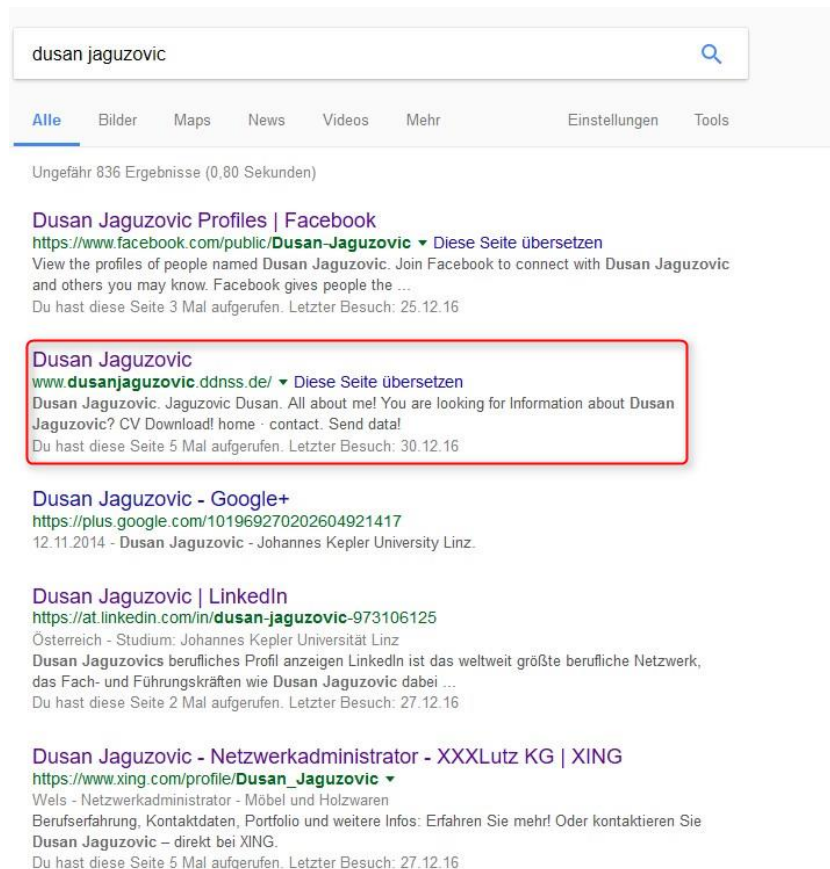 dusan jaguzovic
Alle Bilder Maps News Videos Mehr Einstellungen Tools
Ungefähr 836 Ergebnisse (0,80 Sekunden)
Dusan Jaguzovic Profiles | Facebook
https://www.facebook.com/public/Dusan-Jaguzovic ▾ Diese Seite übersetzen
View the profiles of people named Dusan Jaguzovic. Join Facebook to connect with Dusan Jaguzovic
and others you may know. Facebook gives people the ...
Du hast diese Seite 3 Mal aufgerufen. Letzter Besuch: 25.12.16
Dusan Jaguzovic
www.dusanjaguzovic.ddnss.de/ ▾ Diese Seite übersetzen
Dusan Jaguzovic. Jaguzovic Dusan. All about me! You are looking for Information about Dusan
Jaguzovic? CV Download! home · contact. Send data!
Du hast diese Seite 5 Mal aufgerufen. Letzter Besuch: 30.12.16
Dusan Jaguzovic - Google+
https://plus.google.com/101969270202604921417
12.11.2014 - Dusan Jaguzovic - Johannes Kepler University Linz.
Dusan Jaguzovic | LinkedIn
https://at.linkedin.com/in/dusan-jaguzovic-973106125
Österreich - Studium: Johannes Kepler Universität Linz
Dusan Jaguzovics berufliches Profil anzeigen LinkedIn ist das weltweit größte berufliche Netzwerk,
das Fach- und Führungskräften wie Dusan Jaguzovic dabei ...
Du hast diese Seite 2 Mal aufgerufen. Letzter Besuch: 27.12.16
Dusan Jaguzovic - Netzwerkadministrator - XXXLutz KG | XING
https://www.xing.com/profile/Dusan_Jaguzovic ▾
Wels - Netzwerkadministrator - Möbel und Holzwaren
Berufserfahrung, Kontaktdaten, Portfolio und weitere Infos: Erfahren Sie mehr! Oder kontaktieren Sie
Dusan Jaguzovic – direkt bei XING.
Du hast diese Seite 5 Mal aufgerufen. Letzter Besuch: 27.12.16